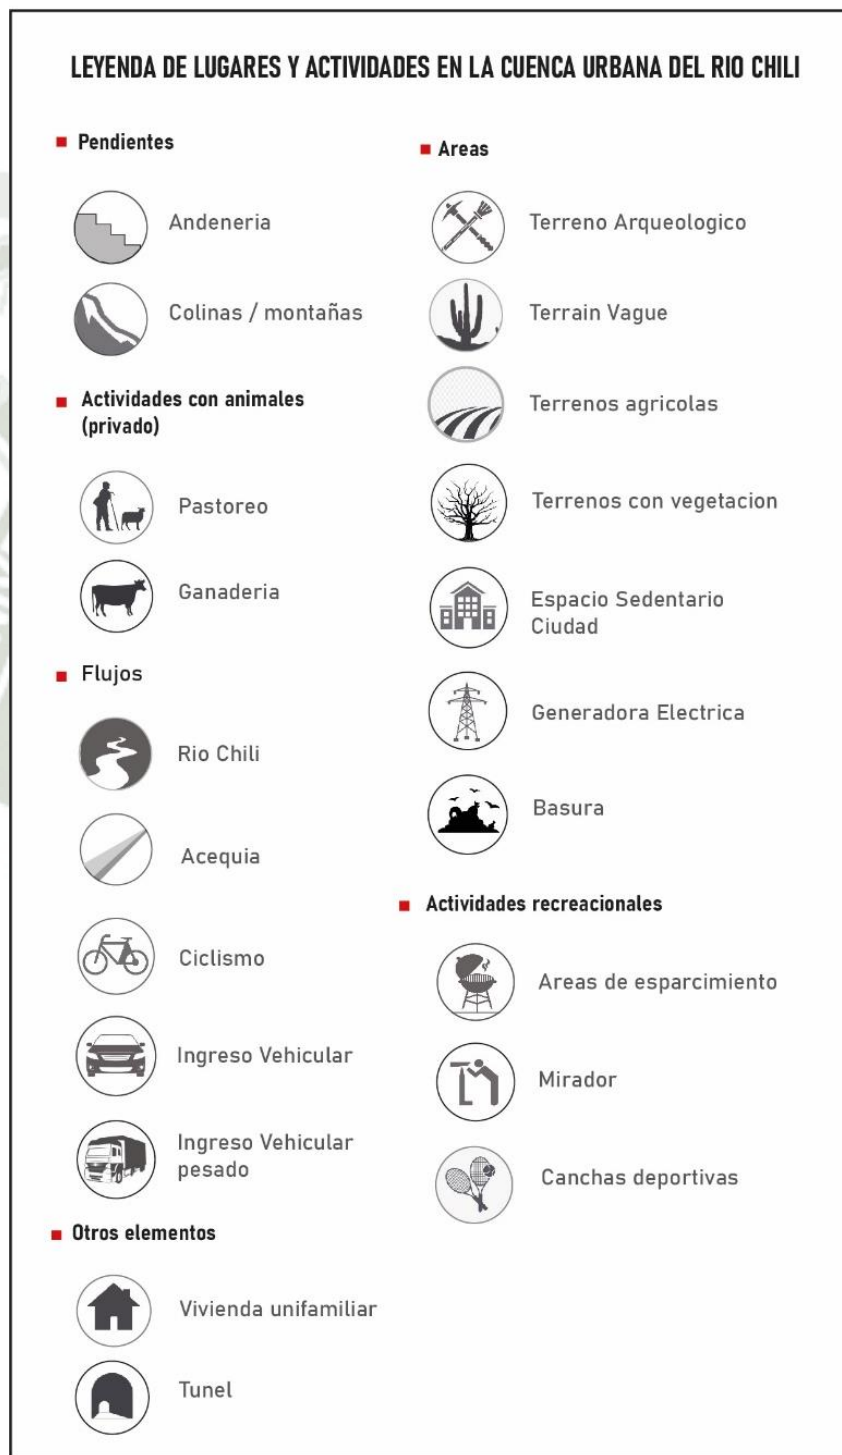 LEYENDA DE LUGARES Y ACTIVIDADES EN LA CUENCA URBANA DEL RIO CHILI
Pendientes
Andeneria
Colinas / montañas
Actividades con animales
(privado)
Pastoreo
Ganaderia
Flujos
Rio Chili
Acequia
Ciclismo
Ingreso Vehicular
Ingreso Vehicular
pesado
Otros elementos
Vivienda unifamiliar
Tunel
Areas
Terreno Arqueologico
Terrain Vague
Terrenos agricolas
Terrenos con vegetacion
Espacio Sedentario
Ciudad
Generadora Electrica
Basura
Actividades recreacionales
Areas de esparcimiento
Mirador
Canchas deportivas